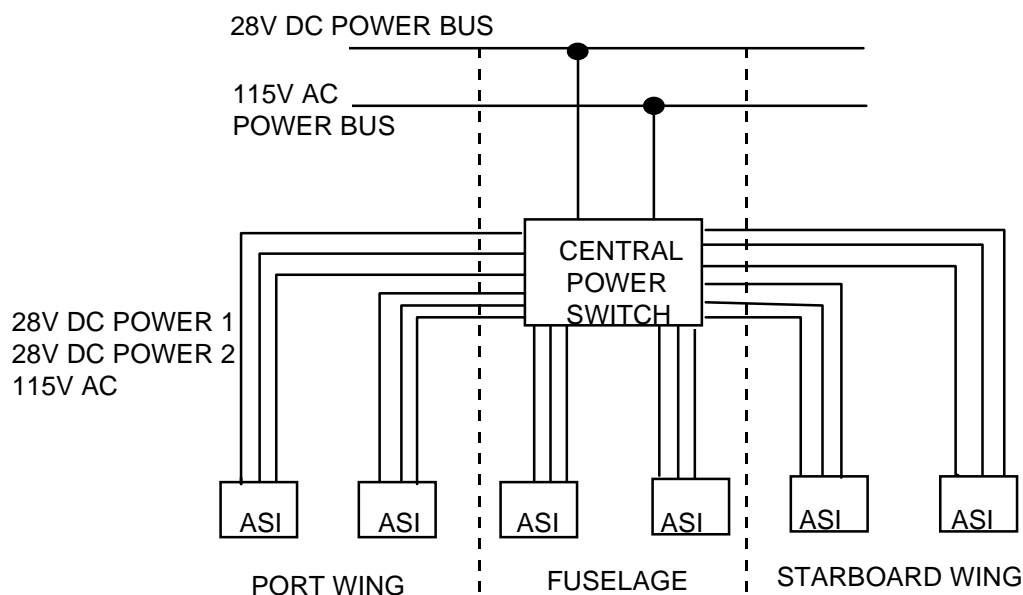 28V DC POWER BUS
115V AC
POWER BUS
CENTRAL
POWER
SWITCH
28V DC POWER 1
28V DC POWER 2
115V AC
ASI
ASI
ASI
ASI
ASI
ASI
PORT WING
FUSELAGE
STARBOARD WING